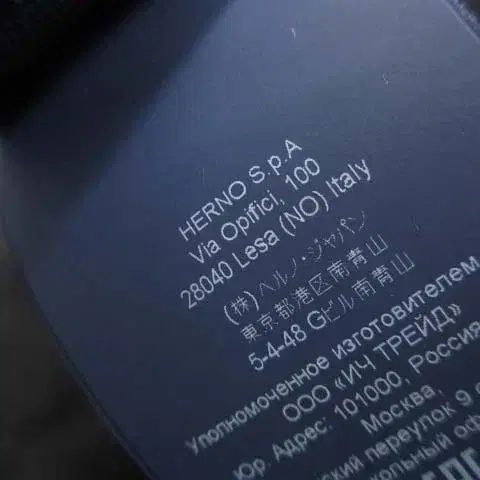 HERNO S.p.A
Via Opifici, 100
28040 Lesa (NO) Italy
(株)ヘルノ・ジャパン
東京都港区南青山
5-4-48 Gビル南青山
Уполномоченное изготовителем
ООО «ИЧ ТРЕЙД»
Юр. Адрес: 101000, Россия
Москва,
переулок 9